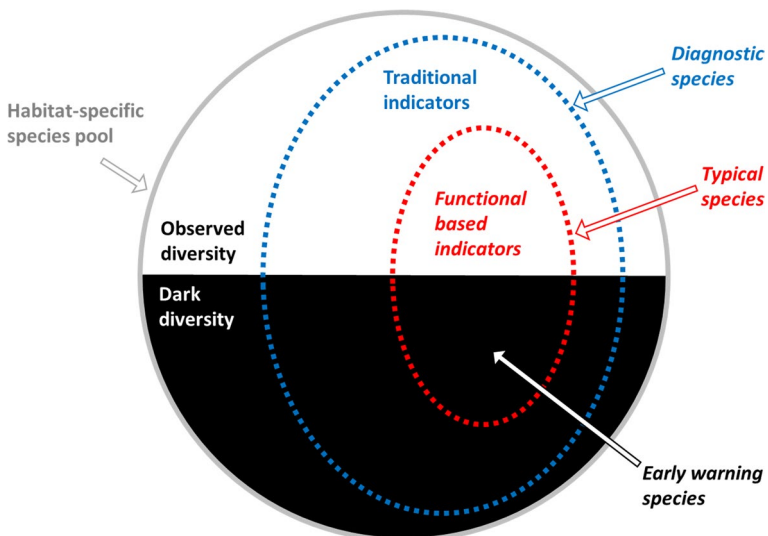 Diagnostic
species
Traditional
indicators
Habitat-specific
species pool
Typical
species
Functional
based
indicators
Observed
diversity
Dark
diversity
Early warning
species